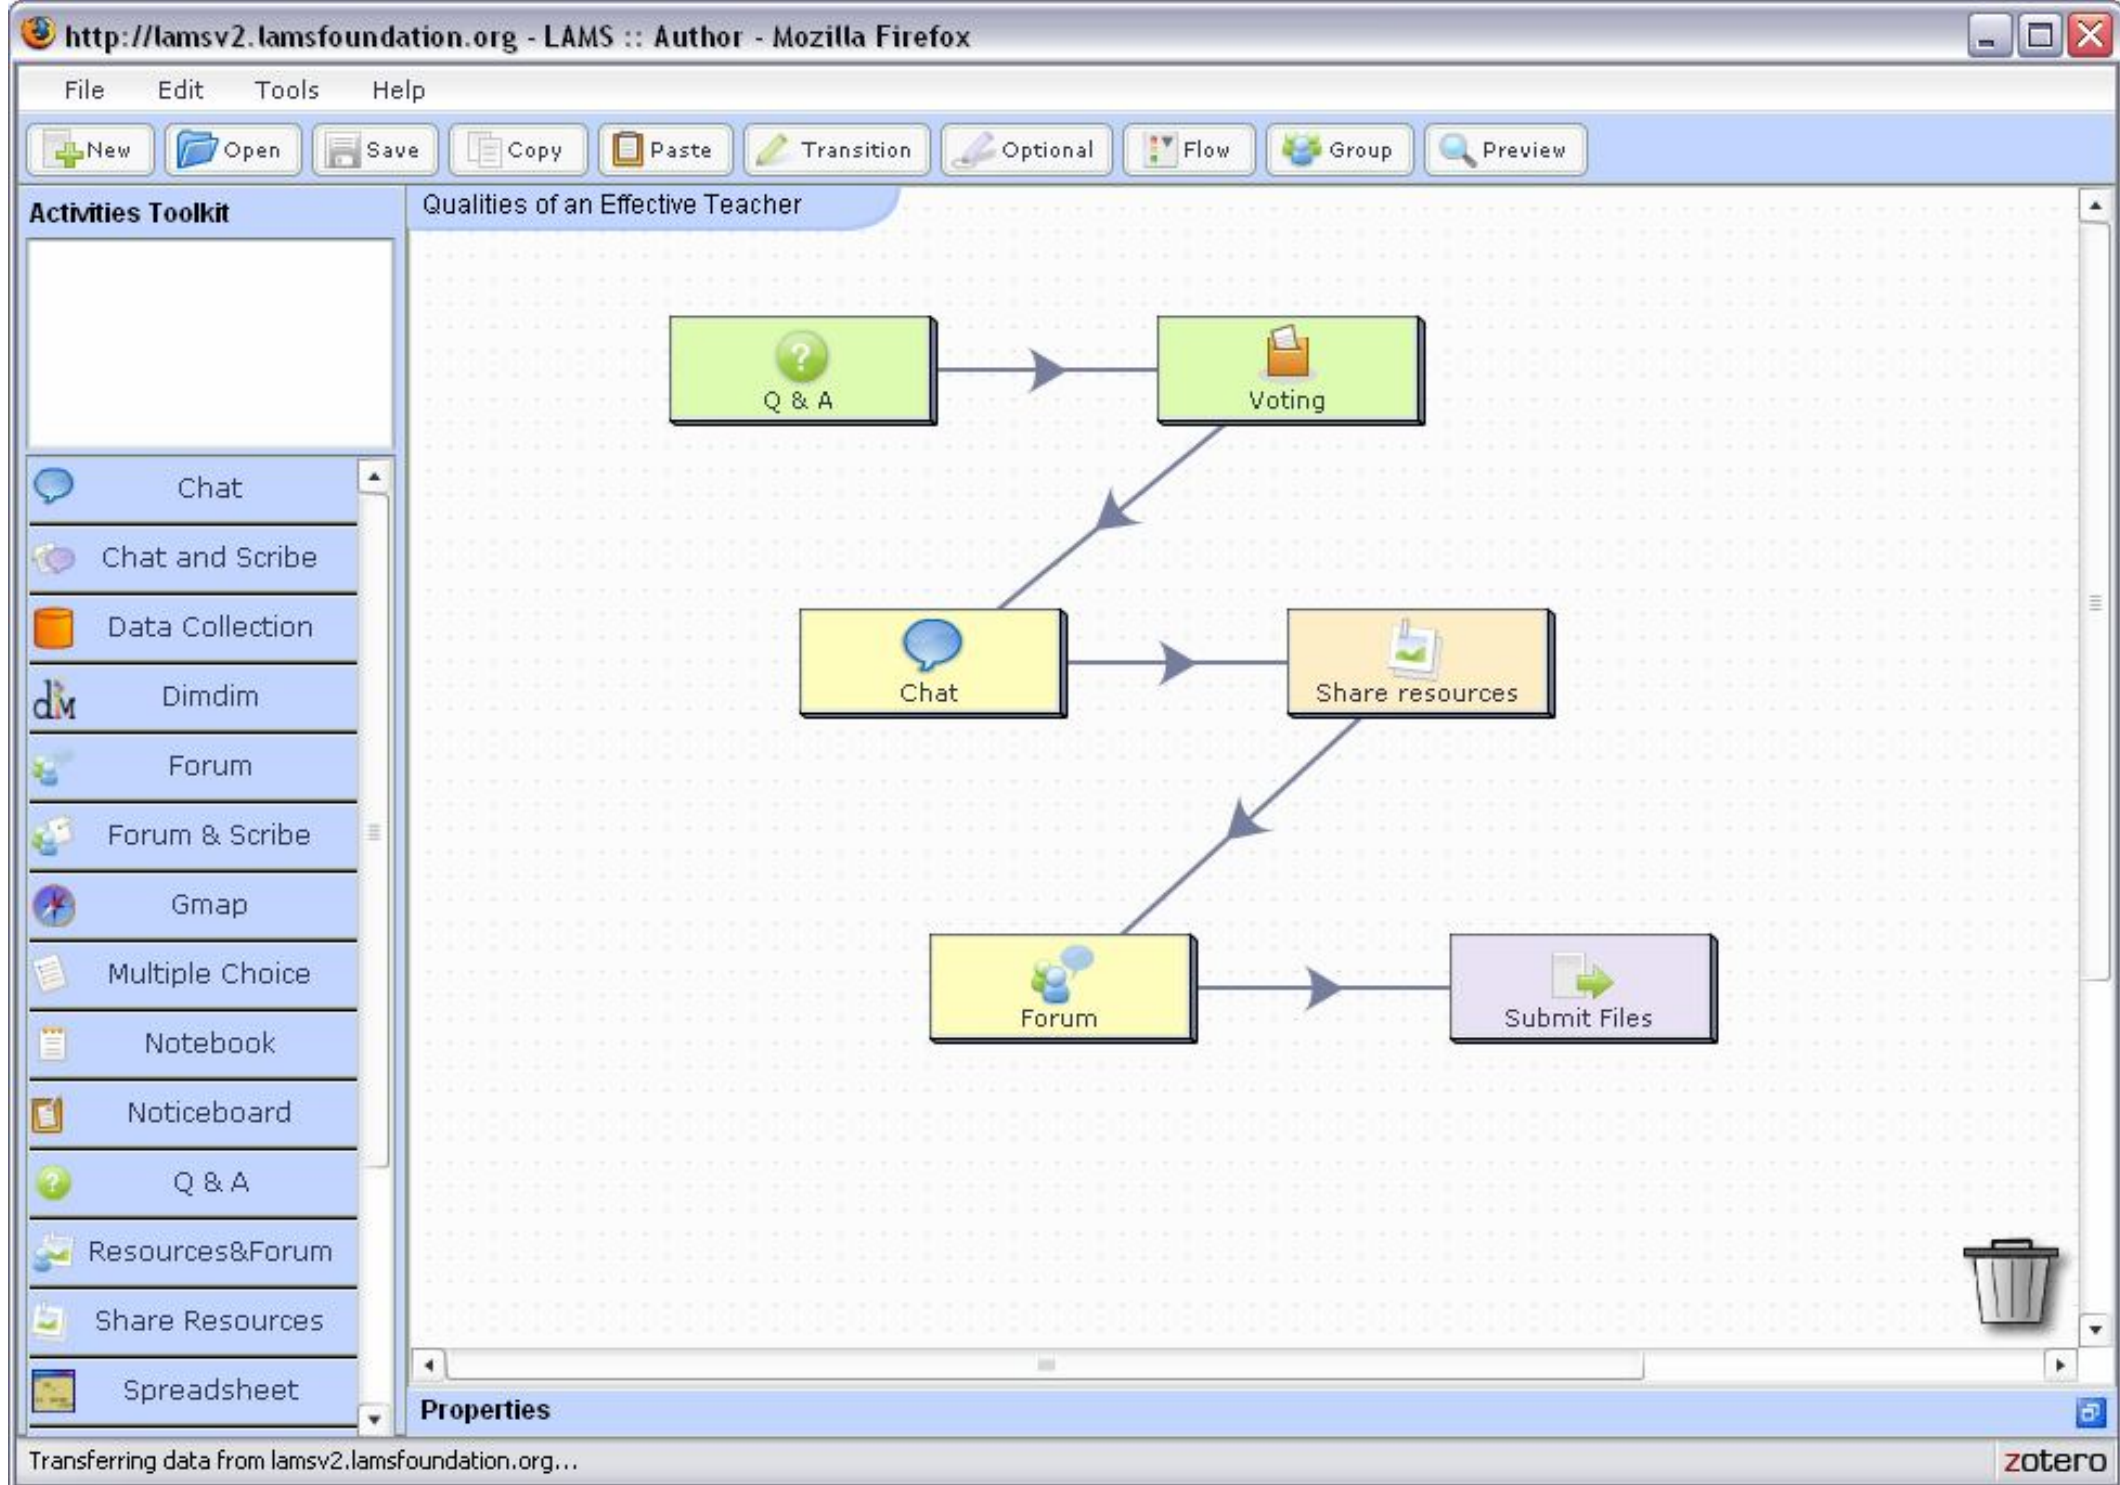 http://lamsv2.lamsfoundation.org - LAMS :: Author - Mozilla Firefox
File Edit Tools Help
New Open Save Copy Paste Transition Optional Flow Group Preview
Activities Toolkit
Qualities of an Effective Teacher
Q & A
Voting
Chat
Share resources
Forum
Submit Files
Chat
Chat and Scribe
Data Collection
dM Dimdim
Forum
Forum & Scribe
Gmap
Multiple Choice
Notebook
Noticeboard
Q & A
Resources&Forum
Share Resources
Spreadsheet
Properties
Transferring data from lamsv2.lamsfoundation.org...
zotero